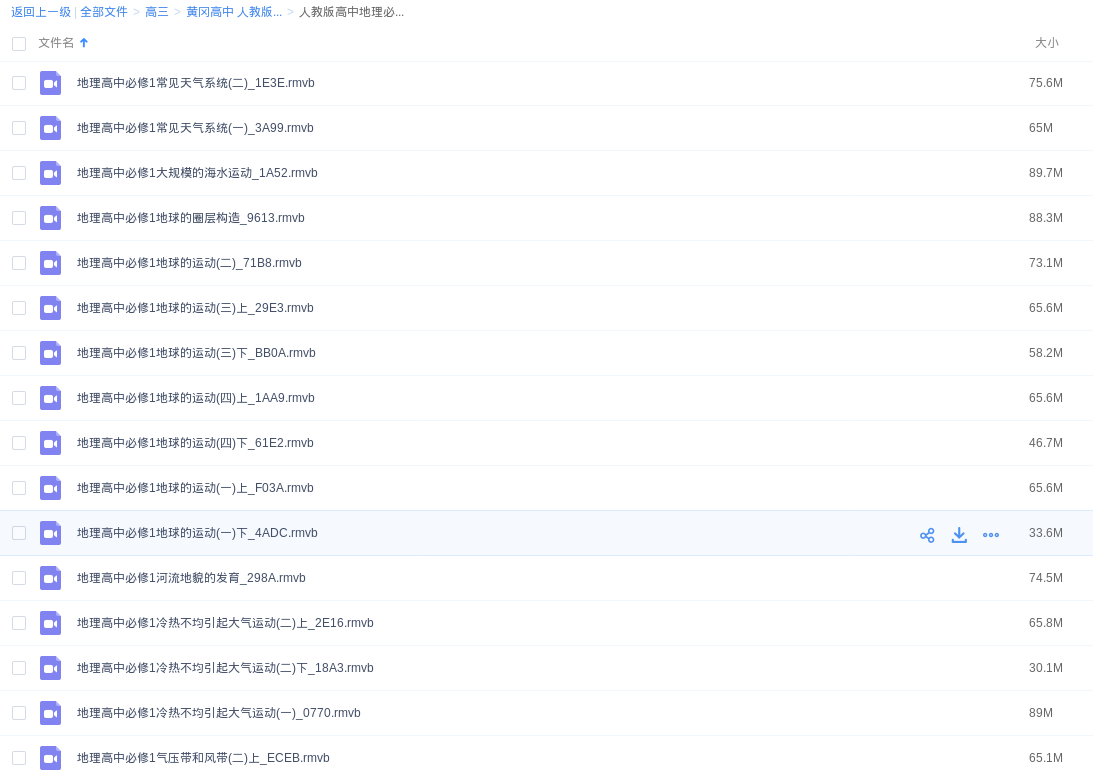 返回上一级 | 全部文件 > 高三 > 黄冈高中 人教版... > 人教版高中地理必...
文件名 大小
地理高中必修1常见天气系统(二)_1E3E.rmvb 75.6M
地理高中必修1常见天气系统(一)_3A99.rmvb 65M
地理高中必修1大规模的海水运动_1A52.rmvb 89.7M
地理高中必修1地球的圈层构造_9613.rmvb 88.3M
地理高中必修1地球的运动(二)_71B8.rmvb 73.1M
地理高中必修1地球的运动(三)上_29E3.rmvb 65.6M
地理高中必修1地球的运动(三)下_BB0A.rmvb 58.2M
地理高中必修1地球的运动(四)上_1AA9.rmvb 65.6M
地理高中必修1地球的运动(四)下_61E2.rmvb 46.7M
地理高中必修1地球的运动(一)上_F03A.rmvb 65.6M
地理高中必修1地球的运动(一)下_4ADC.rmvb 33.6M
地理高中必修1河流地貌的发育_298A.rmvb 74.5M
地理高中必修1冷热不均引起大气运动(二)上_2E16.rmvb 65.8M
地理高中必修1冷热不均引起大气运动(二)下_18A3.rmvb 30.1M
地理高中必修1冷热不均引起大气运动(一)_0770.rmvb 89M
地理高中必修1气压带和风带(二)上_ECEB.rmvb 65.1M